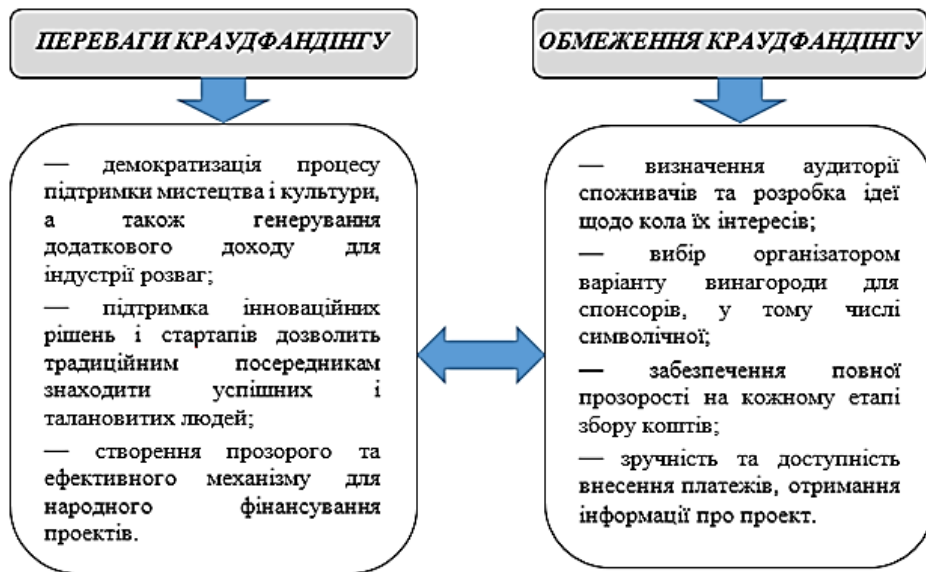 ПЕРЕВАГИ КРАУДФАНДІНГУ
— демократизація процесу
підтримки мистецтва і культури,
а також генерування
додаткового доходу для
індустрії розваг;
— підтримка інноваційних
рішень і стартапів дозволить
традиційним посередникам
знаходити успішних і
талановитих людей;
— створення прозорого та
ефективного механізму для
народного фінансування
проектів.
ОБМЕЖЕННЯ КРАУДФАНДІНГУ
— визначення аудиторії
споживачів та розробка ідеї
щодо кола їх інтересів;
— вибір організатором
варіанту винагороди для
спонсорів, у тому числі
символічної;
— забезпечення повної
прозорості на кожному етапі
збору коштів;
— зручність та доступність
внесення платежів, отримання
інформації про проект.